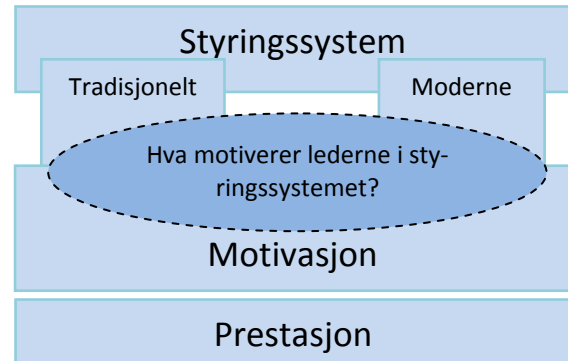 Styringssystem
Tradisjonelt
Moderne
Hva motiverer lederne i sty-
ringssystemet?
Motivasjon
Prestasjon